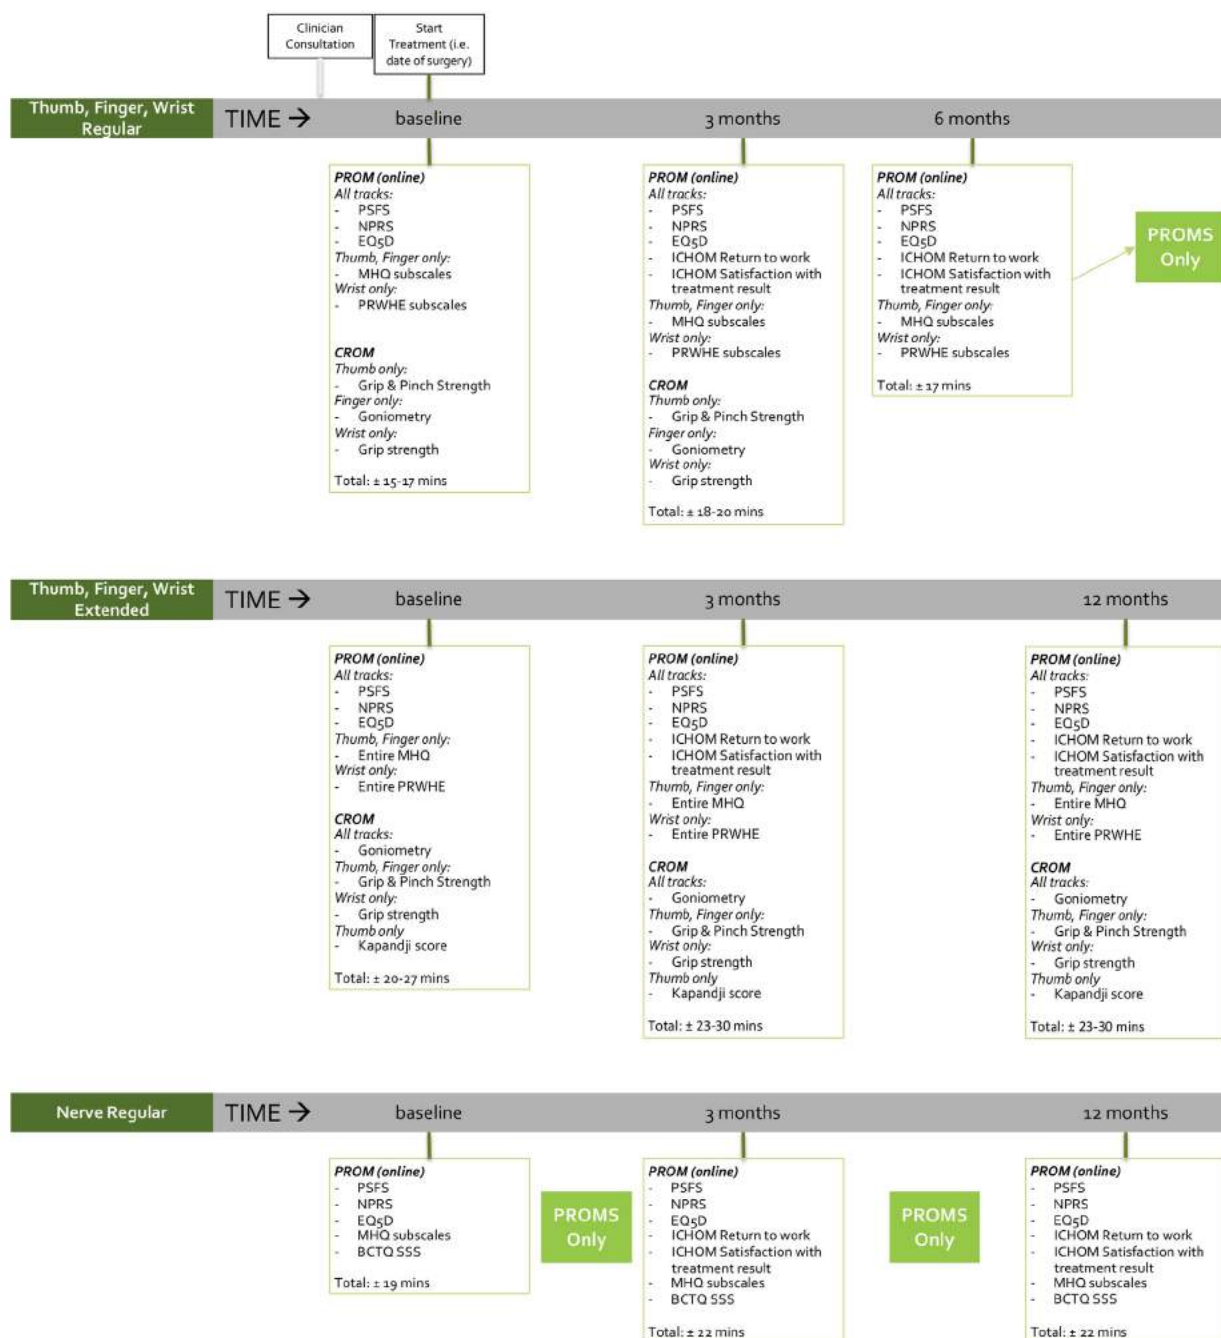 Clinician
Consultation
Start
Treatment (i.e.
date of surgery)
Thumb, Finger, Wrist
Regular
TIME → baseline 3 months 6 months
PROM (online)
All tracks:
- PSFS
- NPRS
- EQ5D
Thumb, Finger only:
- MHQ subscales
Wrist only:
- PRWHE subscales
CROM
Thumb only:
- Grip & Pinch Strength
Finger only:
- Goniometry
Wrist only:
- Grip strength
Total: ± 15-17 mins
PROM (online)
All tracks:
- PSFS
- NPRS
- EQ5D
- ICHOM Return to work
- ICHOM Satisfaction with
treatment result
Thumb, Finger only:
- MHQ subscales
Wrist only:
- PRWHE subscales
CROM
Thumb only:
- Grip & Pinch Strength
Finger only:
- Goniometry
Wrist only:
- Grip strength
Total: ± 18-20 mins
PROM (online)
All tracks:
- PSFS
- NPRS
- EQ5D
- ICHOM Return to work
- ICHOM Satisfaction with
treatment result
Thumb, Finger only:
- MHQ subscales
Wrist only:
- PRWHE subscales
Total: ± 17 mins
PROMS
Only
Thumb, Finger, Wrist
Extended
TIME → baseline 3 months 12 months
PROM (online)
All tracks:
- PSFS
- NPRS
- EQ5D
Thumb, Finger only:
- Entire MHQ
Wrist only:
- Entire PRWHE
CROM
All tracks:
- Goniometry
Thumb, Finger only:
- Grip & Pinch Strength
Wrist only:
- Grip strength
Thumb only
- Kapandji score
Total: ± 20-27 mins
PROM (online)
All tracks:
- PSFS
- NPRS
- EQ5D
- ICHOM Return to work
- ICHOM Satisfaction with
treatment result
Thumb, Finger only:
- Entire MHQ
Wrist only:
- Entire PRWHE
CROM
All tracks:
- Goniometry
Thumb, Finger only:
- Grip & Pinch Strength
Wrist only:
- Grip strength
Thumb only
- Kapandji score
Total: ± 23-30 mins
PROM (online)
All tracks:
- PSFS
- NPRS
- EQ5D
- ICHOM Return to work
- ICHOM Satisfaction with
treatment result
Thumb, Finger only:
- Entire MHQ
Wrist only:
- Entire PRWHE
CROM
All tracks:
- Goniometry
Thumb, Finger only:
- Grip & Pinch Strength
Wrist only:
- Grip strength
Thumb only
- Kapandji score
Total: ± 23-30 mins
Nerve Regular
TIME → baseline 3 months 12 months
PROM (online)
- PSFS
- NPRS
- EQ5D
- MHQ subscales
- BCTQ SSS
Total: ± 19 mins
PROMS
Only
PROM (online)
- PSFS
- NPRS
- EQ5D
- ICHOM Return to work
- ICHOM Satisfaction with
treatment result
- MHQ subscales
- BCTQ SSS
Total: ± 22 mins
PROMS
Only
PROM (online)
- PSFS
- NPRS
- EQ5D
- ICHOM Return to work
- ICHOM Satisfaction with
treatment result
- MHQ subscales
- BCTQ SSS
Total: ± 22 mins